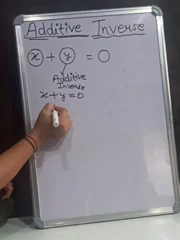 Additive Inverse
x + y = 0
Additive
Inverse
x + y = 0